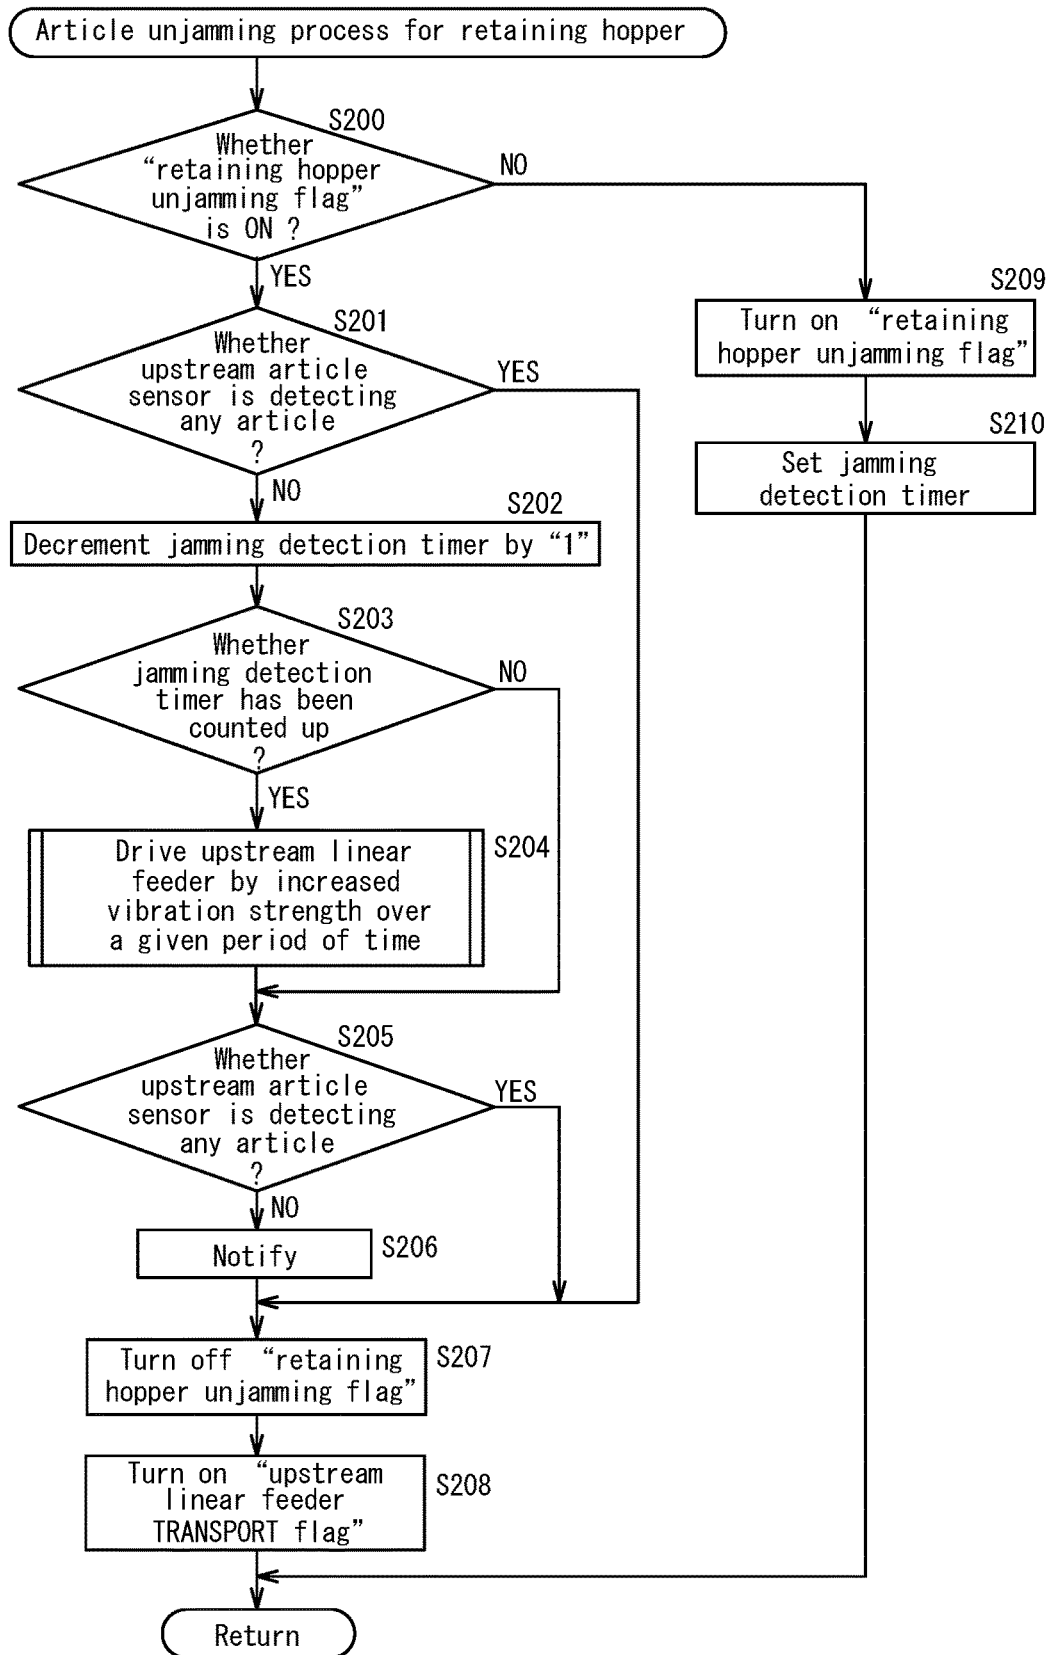 Article unjamming process for retaining hopper
S200
Whether
“retaining hopper
unjamming flag”
is ON ?
NO
YES
S209
Turn on “retaining
hopper unjamming flag”
S210
Set jamming
detection timer
S201
Whether
upstream article
sensor is detecting
any article
?
YES
NO
S202
Decrement jamming detection timer by “1”
S203
Whether
jamming detection
timer has been
counted up
?
NO
YES
S204
Drive upstream linear
feeder by increased
vibration strength over
a given period of time
S205
Whether
upstream article
sensor is detecting
any article
?
YES
NO
Notify
S206
Turn off “retaining
hopper unjamming flag”
S207
Turn on “upstream
linear feeder
TRANSPORT flag”
S208
Return